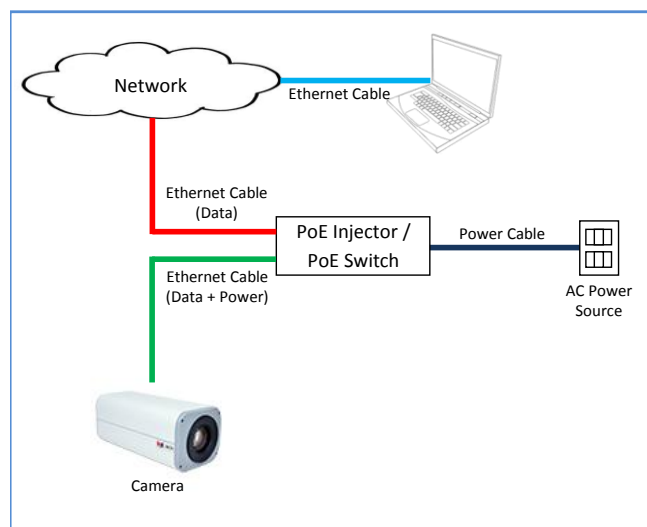 Network
Ethernet Cable
Ethernet Cable
(Data)
PoE Injector /
PoE Switch
Power Cable
Ethernet Cable
(Data + Power)
AC Power
Source
Camera